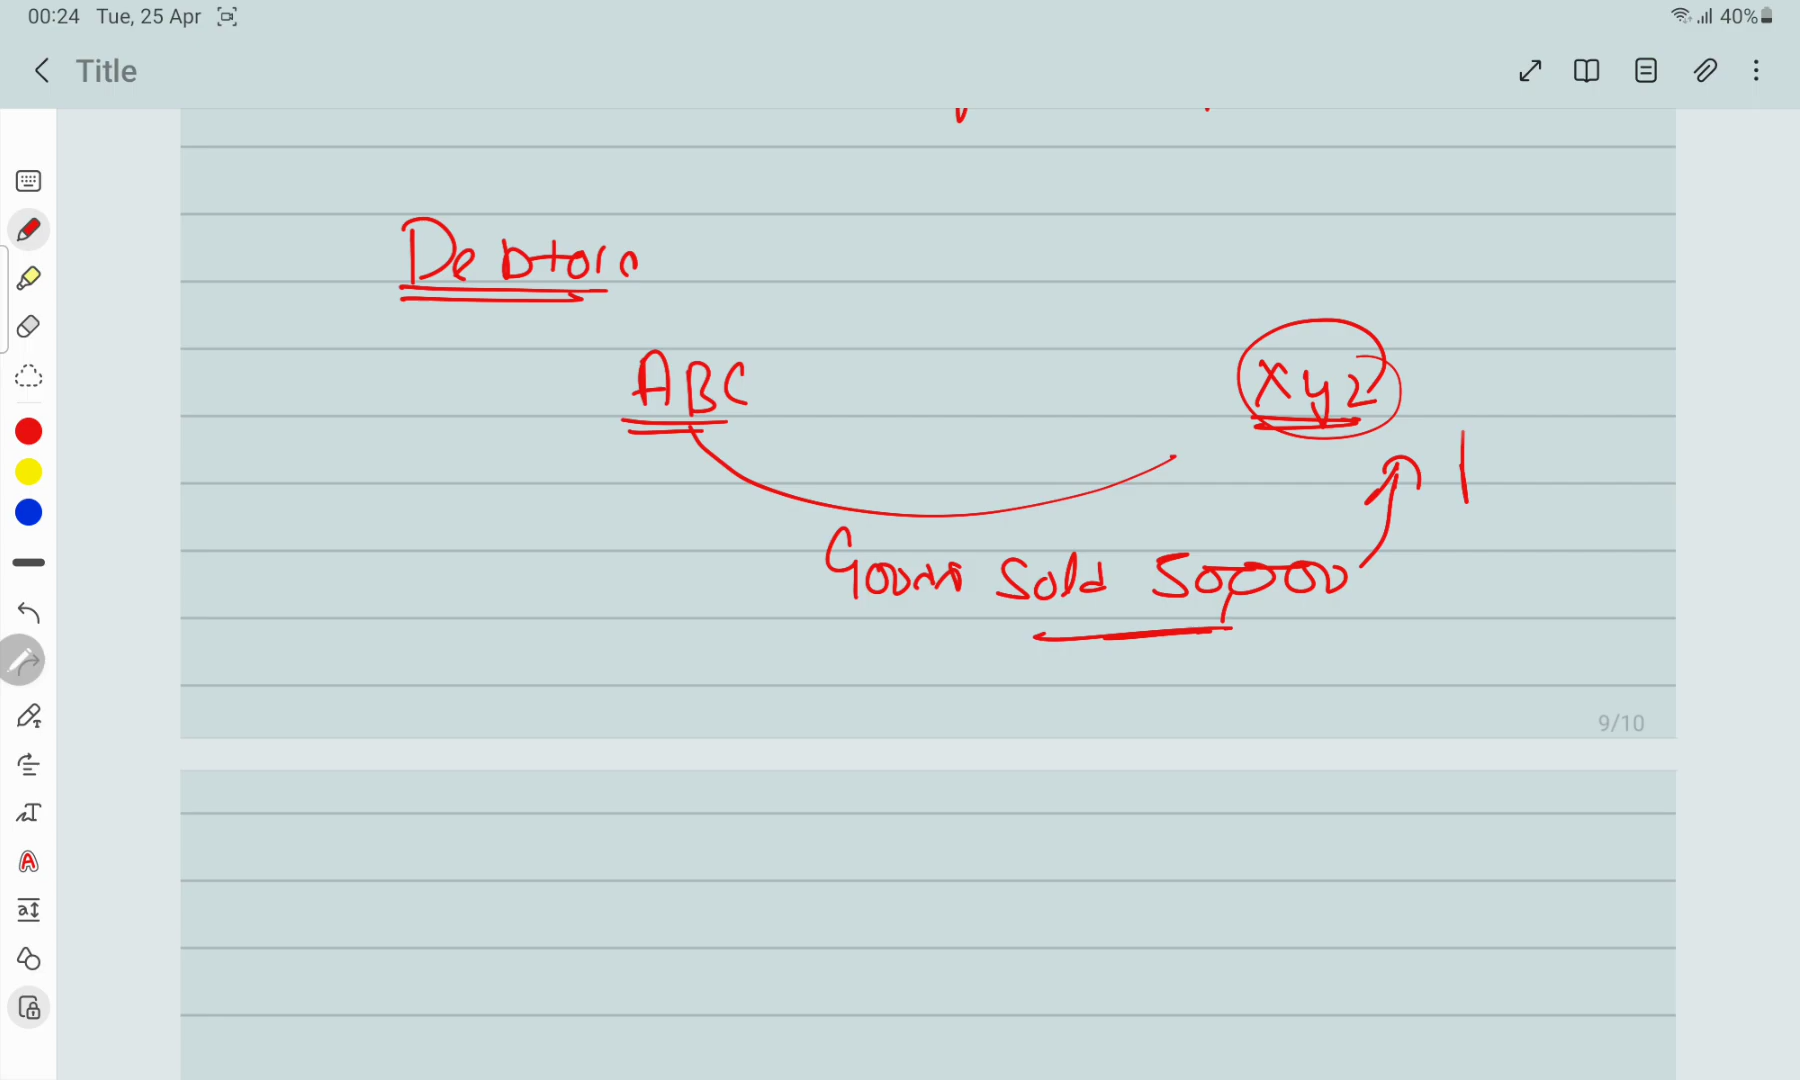 00:24 Tue, 25 Apr 40%
Title
Debtors
ABC xyz
Goods Sold 50000
9/10